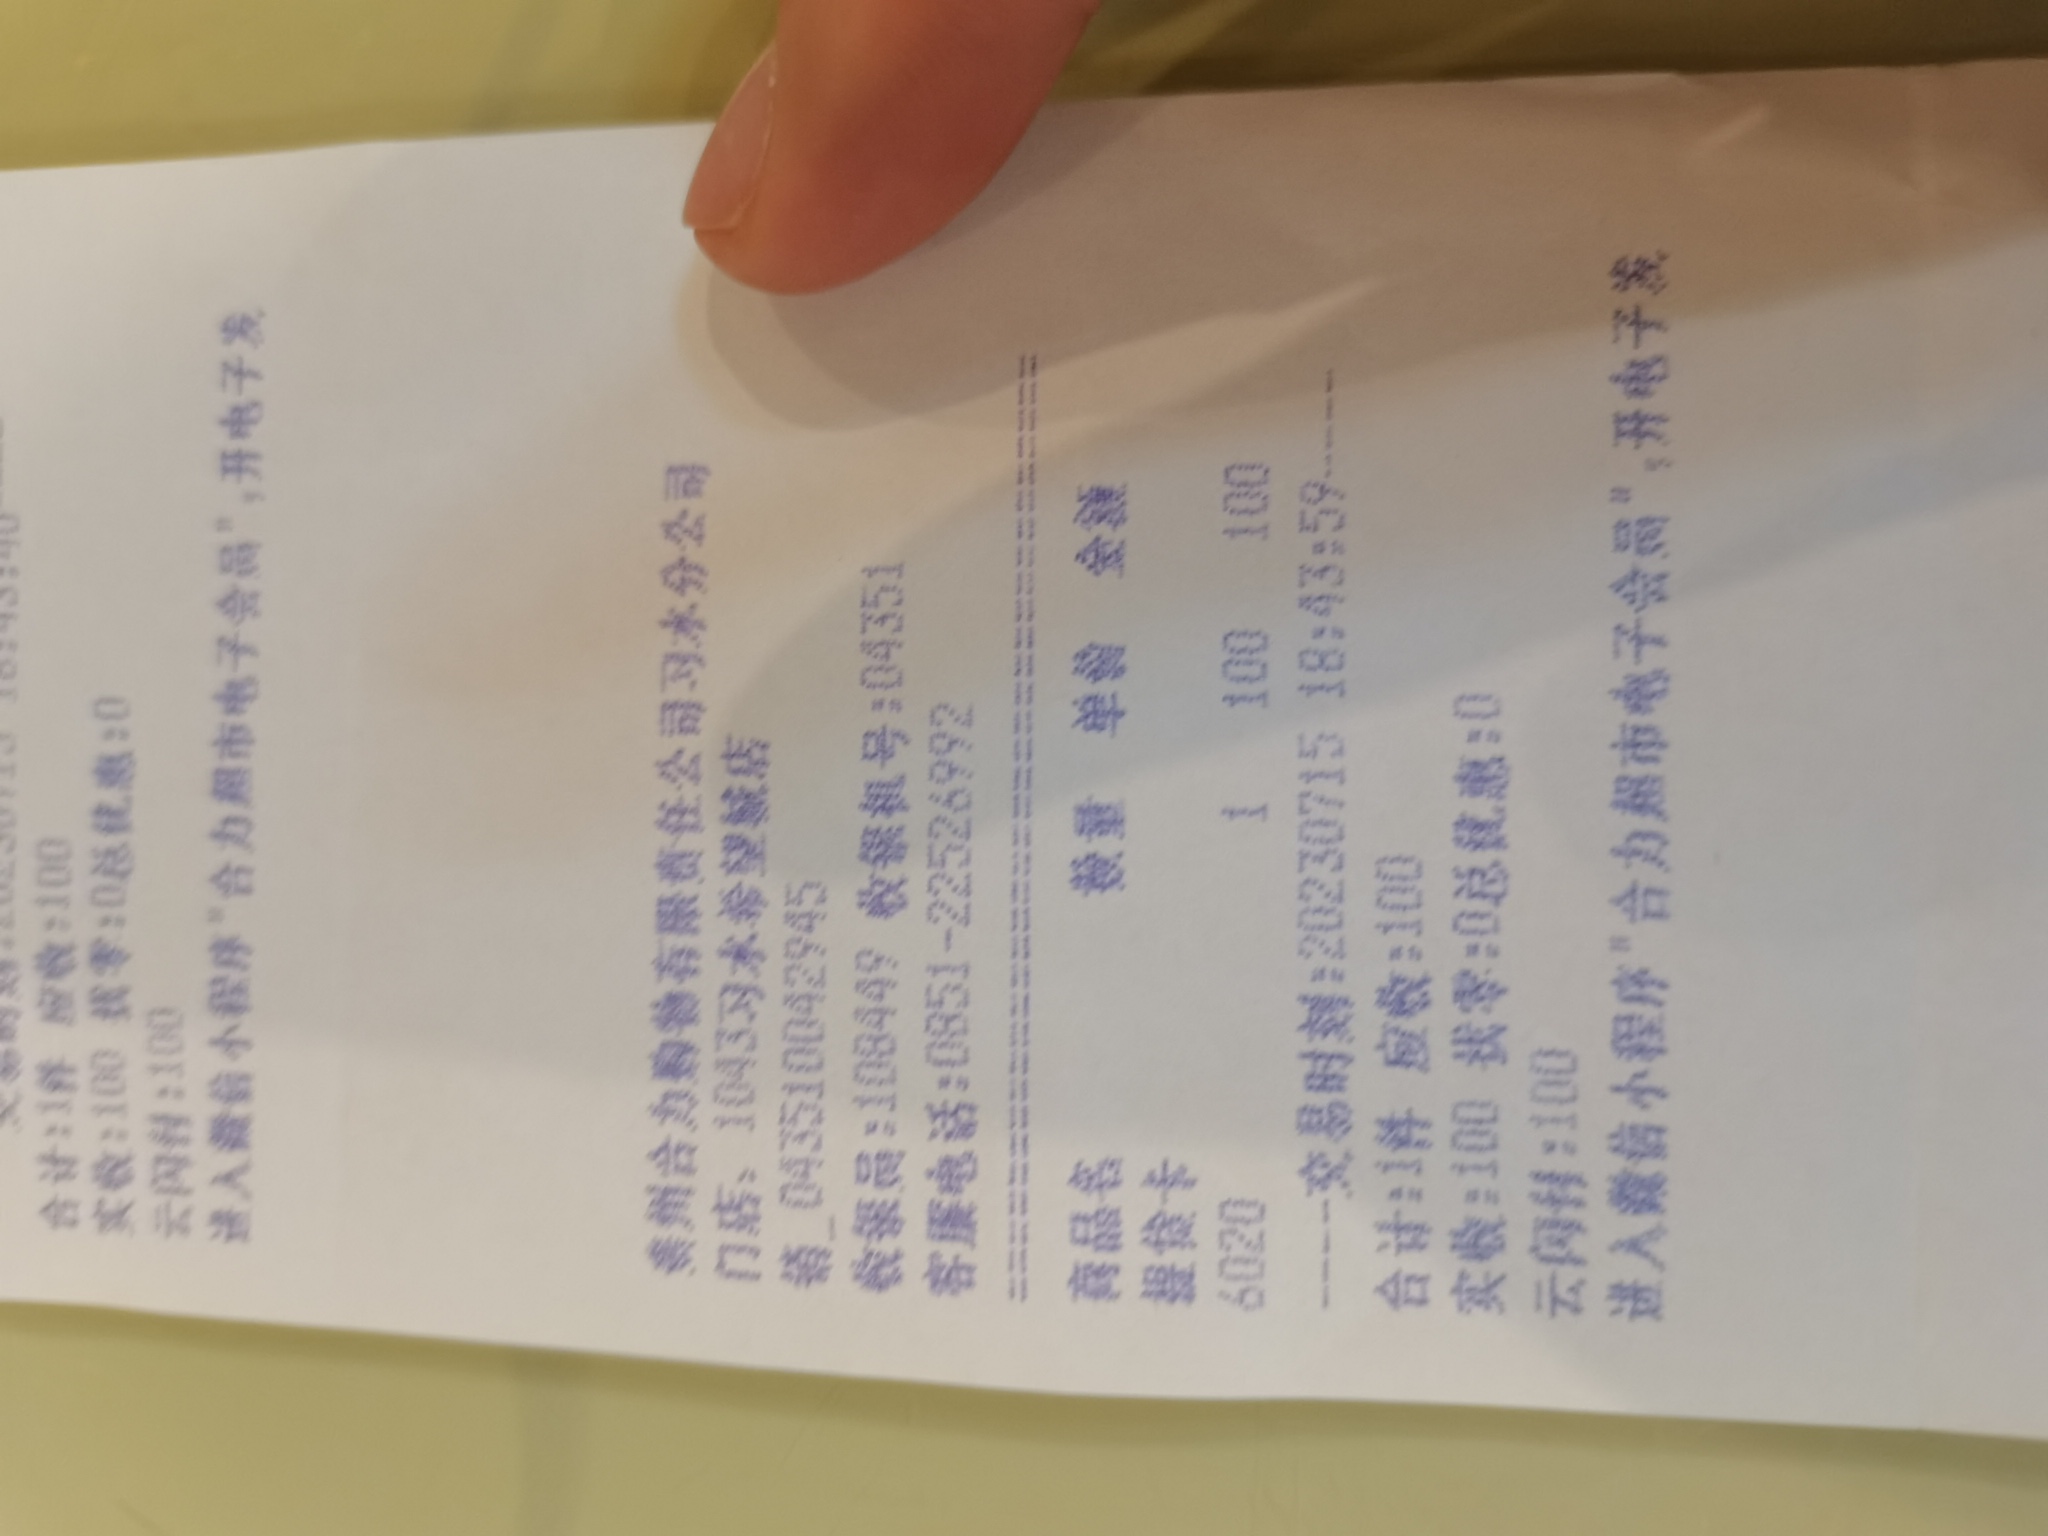 合计:1件 应收:100
实收:100 找零:0总优惠:0
云闪付:100
进入微信小程序"合力超市电子会员",开电子发
贵州合力购物有限责任公司习水分公司
门店: 1043习水希望城店
销_043510042945
收银员:108449 收银机号:04351
客服电话:0851-22526992
================================
商品名 数量 单价 金额
提货卡
6020 1 100 100
----交易时刻:20230715 18:43:59----
合计:1件 应收:100
实收:100 找零:0总优惠:0
云闪付:100
进入微信小程序"合力超市电子会员",开电子发